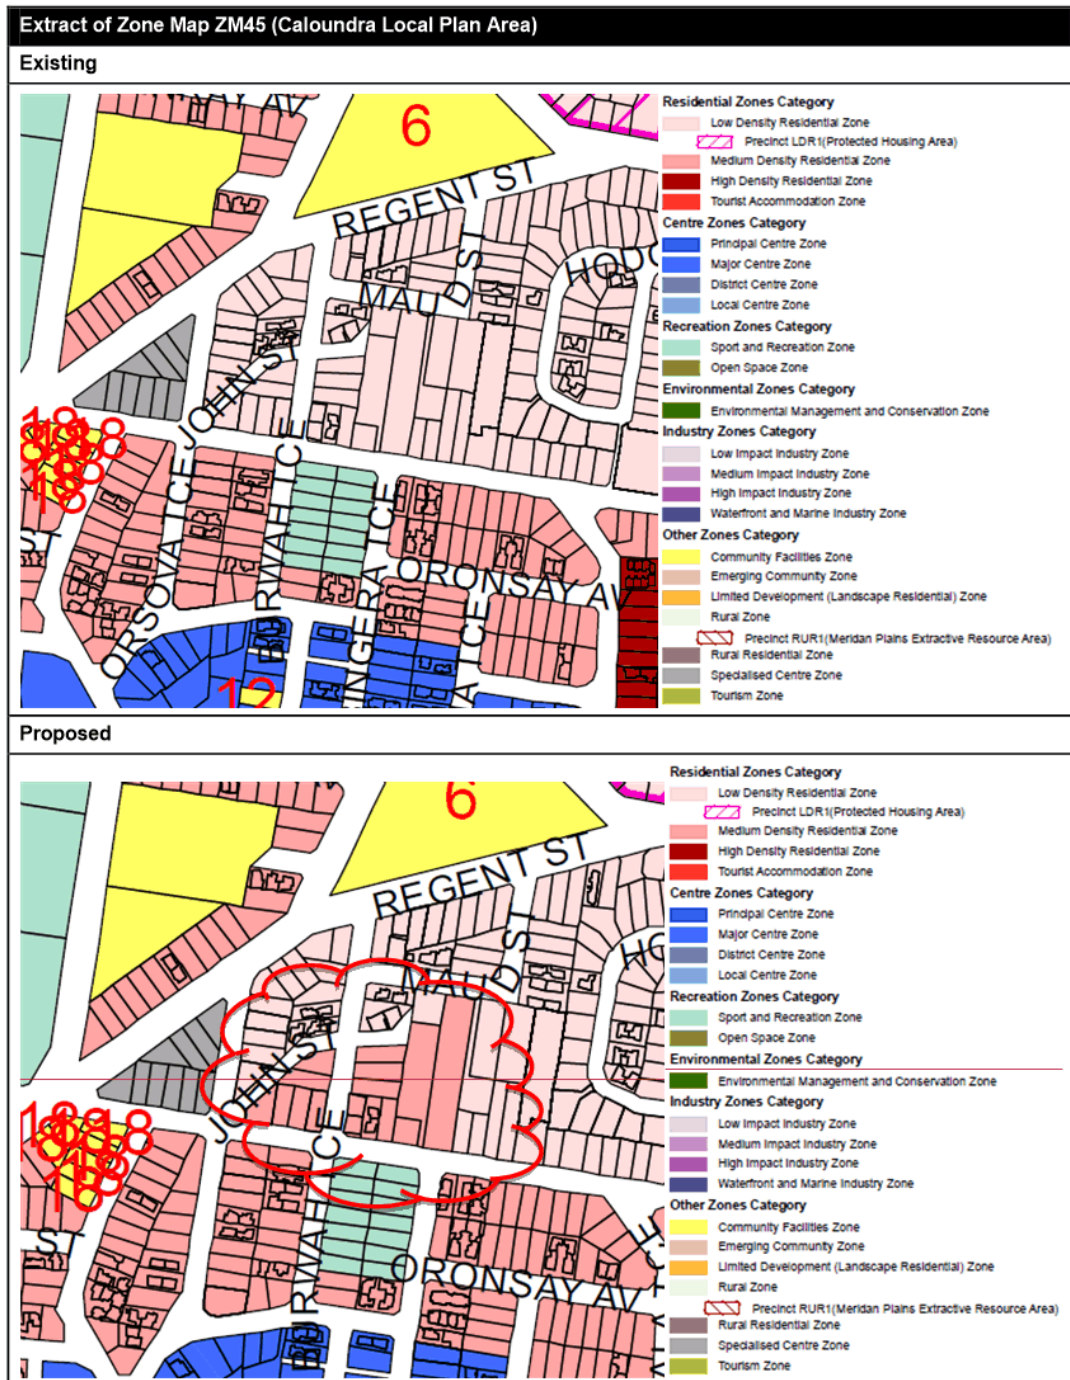 Extract of Zone Map ZM45 (Caloundra Local Plan Area)
Existing
6
REGENT ST
MAUD ST
JOHN ST
ORSOVA TCE
BURWAH TCE
INGERA TCE
A TCE
ORONSAY AV
ST
18
12
Residential Zones Category
Low Density Residential Zone
Precinct LDR1(Protected Housing Area)
Medium Density Residential Zone
High Density Residential Zone
Tourist Accommodation Zone
Centre Zones Category
Principal Centre Zone
Major Centre Zone
District Centre Zone
Local Centre Zone
Recreation Zones Category
Sport and Recreation Zone
Open Space Zone
Environmental Zones Category
Environmental Management and Conservation Zone
Industry Zones Category
Low Impact Industry Zone
Medium Impact Industry Zone
High Impact Industry Zone
Waterfront and Marine Industry Zone
Other Zones Category
Community Facilities Zone
Emerging Community Zone
Limited Development (Landscape Residential) Zone
Rural Zone
Precinct RUR1(Meridan Plains Extractive Resource Area)
Rural Residential Zone
Specialised Centre Zone
Tourism Zone
Proposed
6
REGENT ST
MAUD ST
HO
JOHN ST
BURWAH TCE
ORONSAY AV
ST
18
Residential Zones Category
Low Density Residential Zone
Precinct LDR1(Protected Housing Area)
Medium Density Residential Zone
High Density Residential Zone
Tourist Accommodation Zone
Centre Zones Category
Principal Centre Zone
Major Centre Zone
District Centre Zone
Local Centre Zone
Recreation Zones Category
Sport and Recreation Zone
Open Space Zone
Environmental Zones Category
Environmental Management and Conservation Zone
Industry Zones Category
Low Impact Industry Zone
Medium Impact Industry Zone
High Impact Industry Zone
Waterfront and Marine Industry Zone
Other Zones Category
Community Facilities Zone
Emerging Community Zone
Limited Development (Landscape Residential) Zone
Rural Zone
Precinct RUR1(Meridan Plains Extractive Resource Area)
Rural Residential Zone
Specialised Centre Zone
Tourism Zone